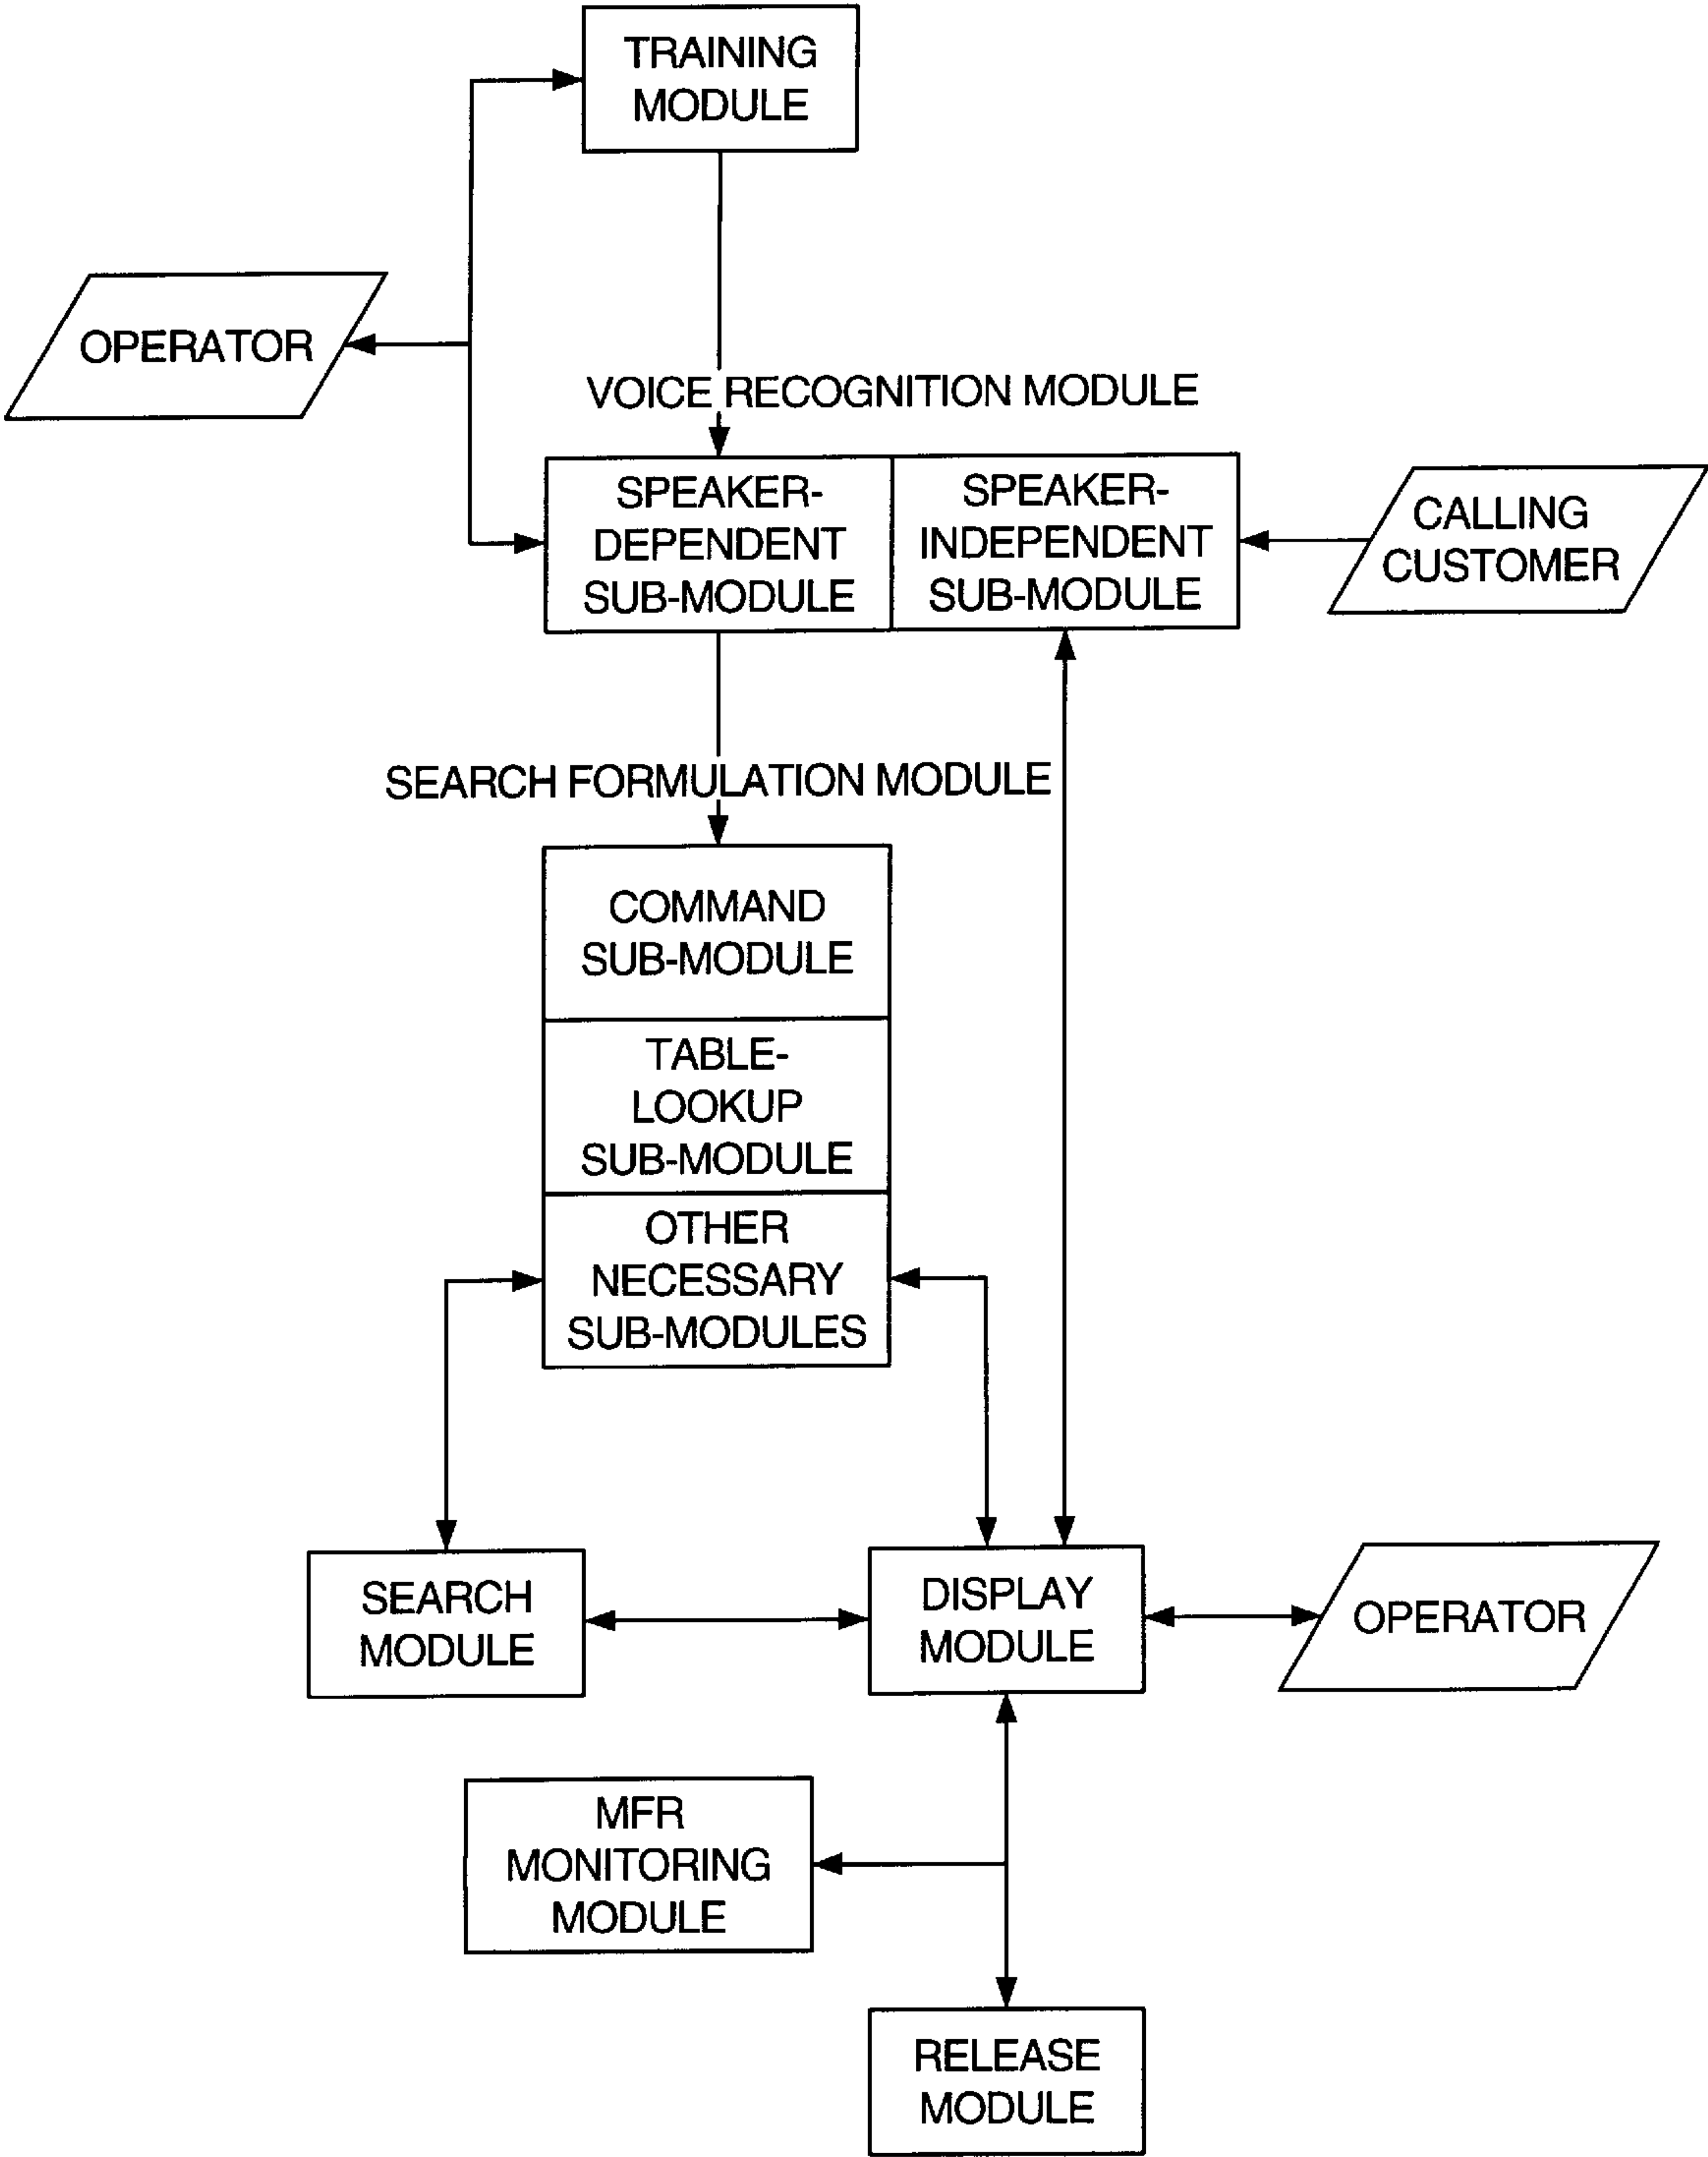 TRAINING
MODULE
OPERATOR
VOICE RECOGNITION MODULE
SPEAKER-
DEPENDENT
SUB-MODULE
SPEAKER-
INDEPENDENT
SUB-MODULE
CALLING
CUSTOMER
SEARCH FORMULATION MODULE
COMMAND
SUB-MODULE
TABLE-
LOOKUP
SUB-MODULE
OTHER
NECESSARY
SUB-MODULES
SEARCH
MODULE
DISPLAY
MODULE
OPERATOR
MFR
MONITORING
MODULE
RELEASE
MODULE